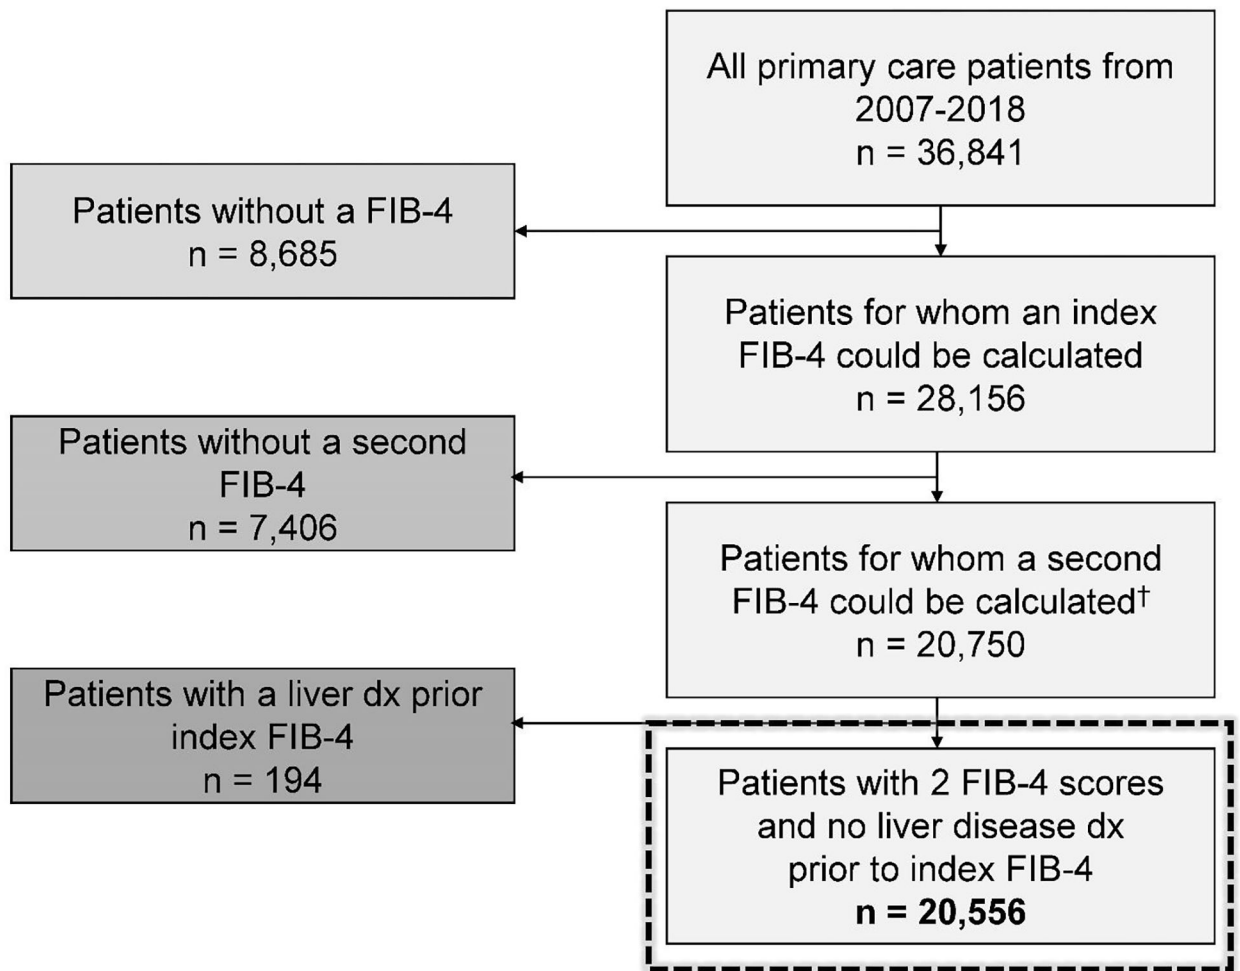 All primary care patients from
2007-2018
n = 36,841
Patients without a FIB-4
n = 8,685
Patients for whom an index
FIB-4 could be calculated
n = 28,156
Patients without a second
FIB-4
n = 7,406
Patients for whom a second
FIB-4 could be calculated†
n = 20,750
Patients with a liver dx prior
index FIB-4
n = 194
Patients with 2 FIB-4 scores
and no liver disease dx
prior to index FIB-4
n = 20,556